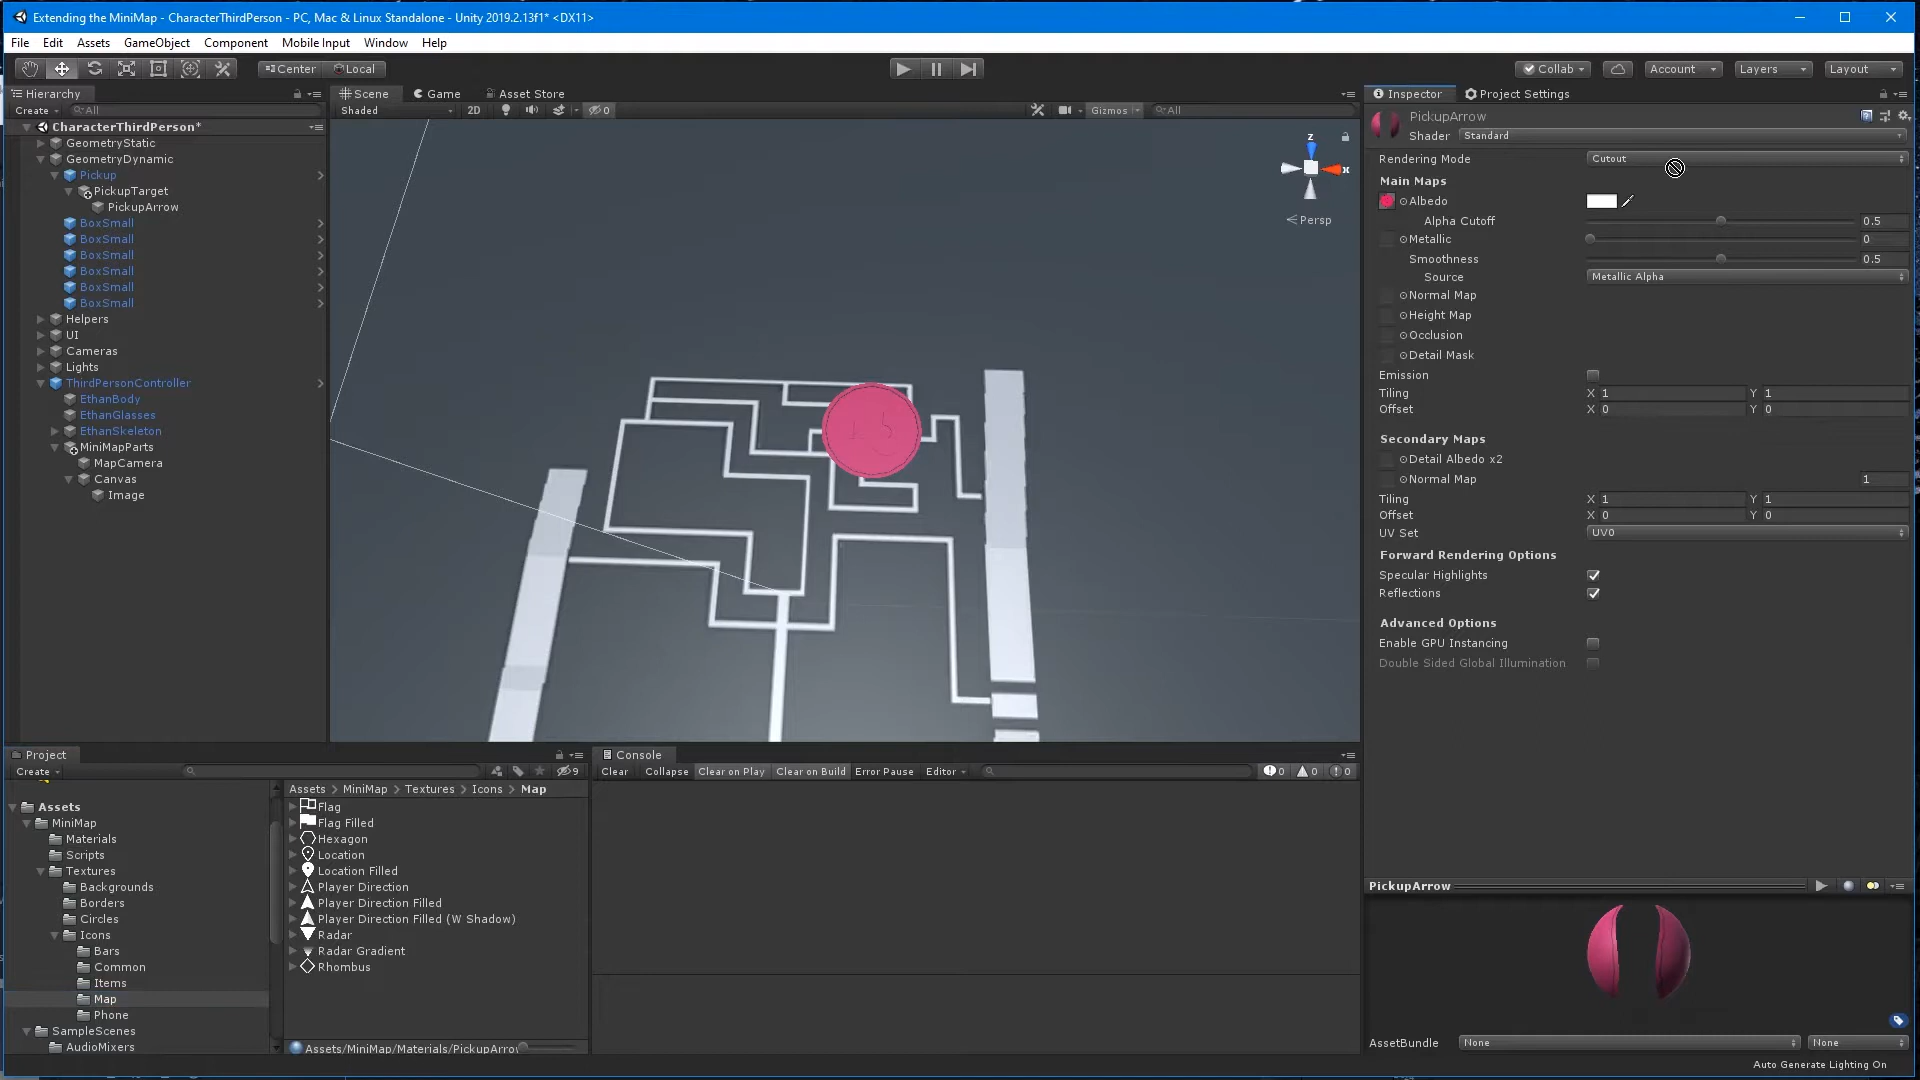 Extending the MiniMap - CharacterThirdPerson - PC, Mac & Linux Standalone - Unity 2019.2.13f1* <DX11>
File Edit Assets GameObject Component Mobile Input Window Help
Center Local Collab Account Layers Layout
Hierarchy
Create All
CharacterThirdPerson*
GeometryStatic
GeometryDynamic
Pickup
PickupTarget
PickupArrow
BoxSmall
BoxSmall
BoxSmall
BoxSmall
BoxSmall
BoxSmall
Helpers
UI
Cameras
Lights
ThirdPersonController
EthanBody
EthanGlasses
EthanSkeleton
MiniMapParts
MapCamera
Canvas
Image
Scene Game Asset Store
Shaded 2D 0 Gizmos All
z
x
Persp
Inspector Project Settings
PickupArrow
Shader Standard
Rendering Mode Cutout
Main Maps
Albedo
Alpha Cutoff 0.5
Metallic 0
Smoothness 0.5
Source Metallic Alpha
Normal Map
Height Map
Occlusion
Detail Mask
Emission
Tiling X 1 Y 1
Offset X 0 Y 0
Secondary Maps
Detail Albedo x2
Normal Map 1
Tiling X 1 Y 1
Offset X 0 Y 0
UV Set UV0
Forward Rendering Options
Specular Highlights
Reflections
Advanced Options
Enable GPU Instancing
Double Sided Global Illumination
PickupArrow
AssetBundle None None
Auto Generate Lighting On
Project
Create 9
Assets
MiniMap
Materials
Scripts
Textures
Backgrounds
Borders
Circles
Icons
Bars
Common
Items
Map
Phone
SampleScenes
AudioMixers
Assets > MiniMap > Textures > Icons > Map
Flag
Flag Filled
Hexagon
Location
Location Filled
Player Direction
Player Direction Filled
Player Direction Filled (W Shadow)
Radar
Radar Gradient
Rhombus
Assets/MiniMap/Materials/PickupArrow
Console
Clear Collapse Clear on Play Clear on Build Error Pause Editor 0 0 0